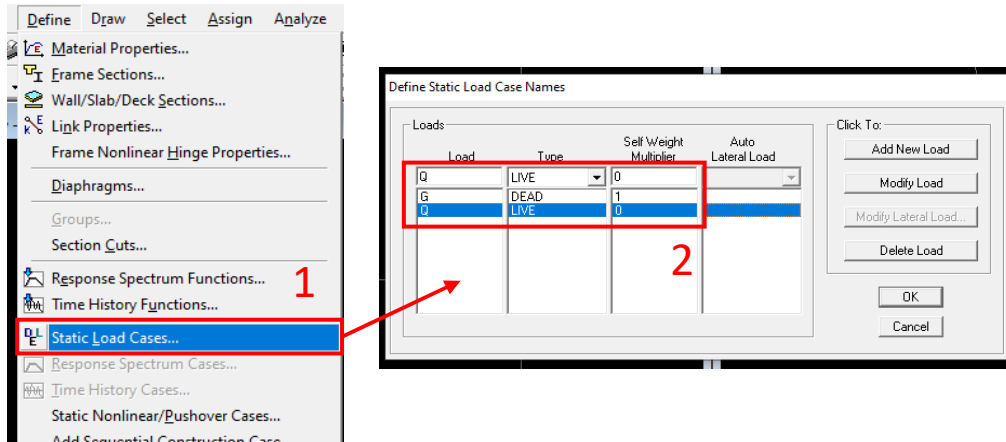 Define Draw Select Assign Analyze
Material Properties...
Frame Sections...
Wall/Slab/Deck Sections...
Link Properties...
Frame Nonlinear Hinge Properties...
Diaphragms...
Groups...
Section Cuts...
Response Spectrum Functions...
1
Time History Functions...
Static Load Cases...
Response Spectrum Cases...
Time History Cases...
Static Nonlinear/Pushover Cases...
Add Sequential Construction Case...
Define Static Load Case Names
Loads
Click To:
Load Type Self Weight Multiplier Auto Lateral Load
Q LIVE 0
G DEAD 1
Q LIVE 0
2
Add New Load
Modify Load
Modify Lateral Load...
Delete Load
OK
Cancel